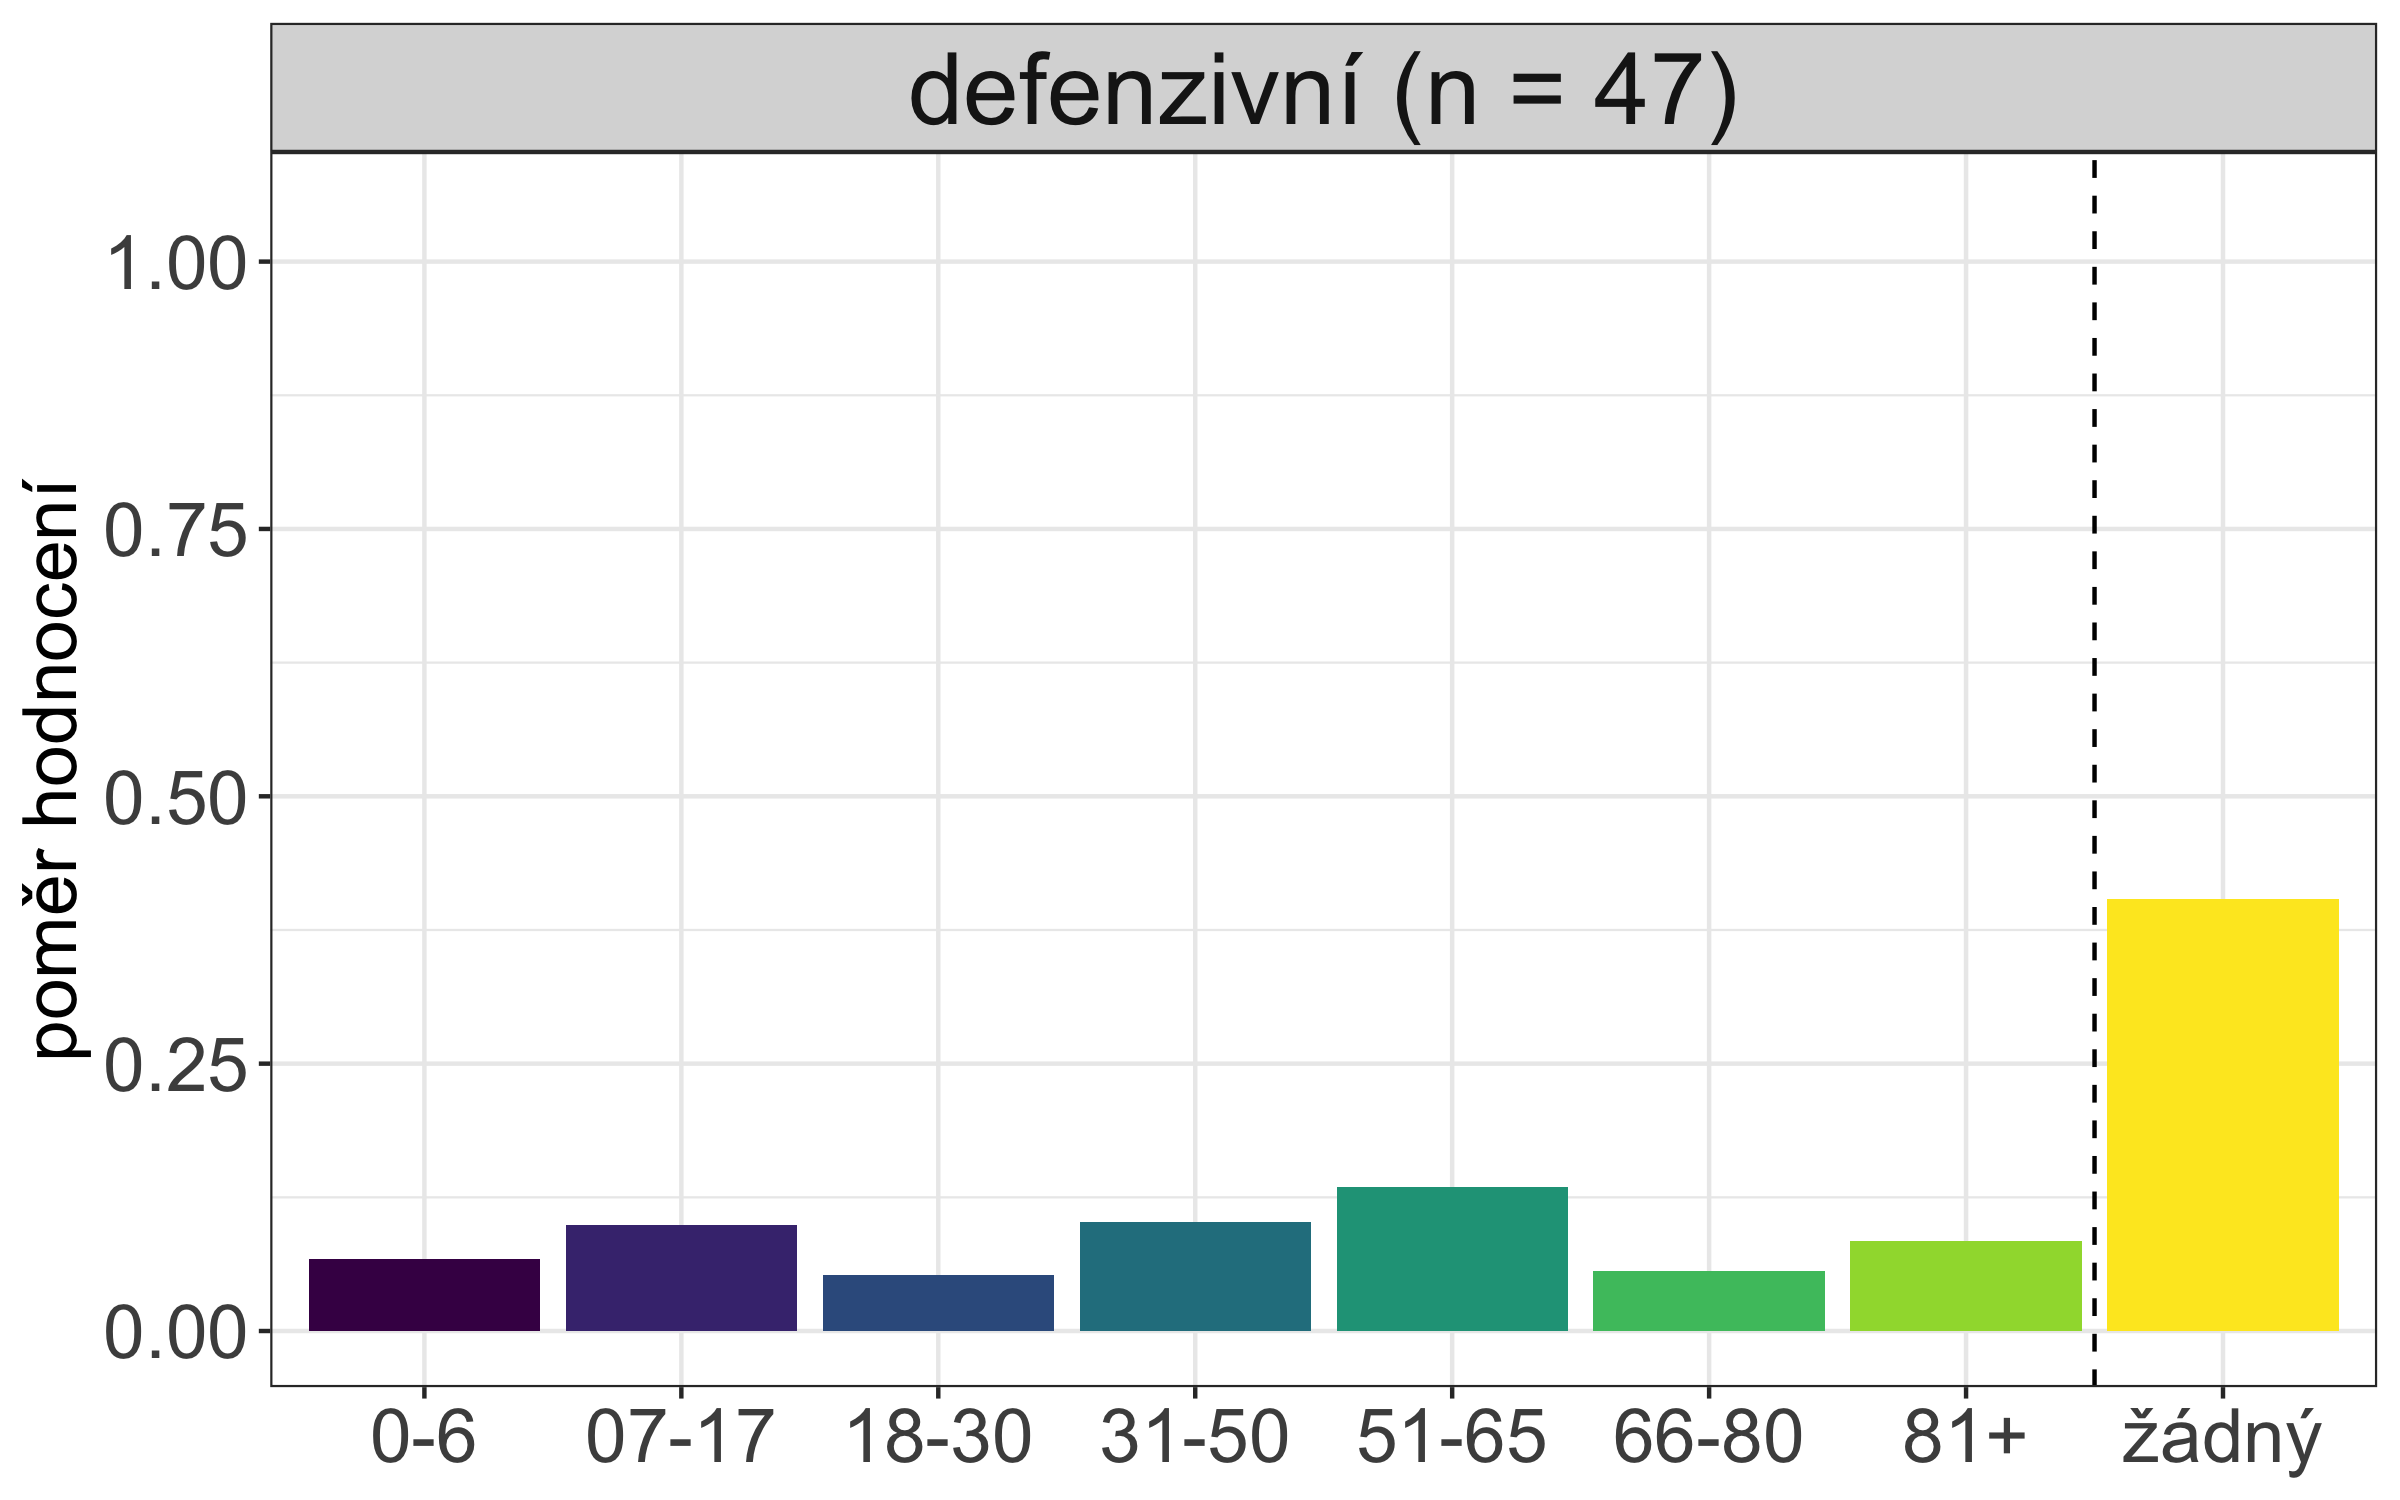 defenzivní (n = 47)
poměr hodnocení
1.00
0.75
0.50
0.25
0.00
0-6 07-17 18-30 31-50 51-65 66-80 81+ žádný